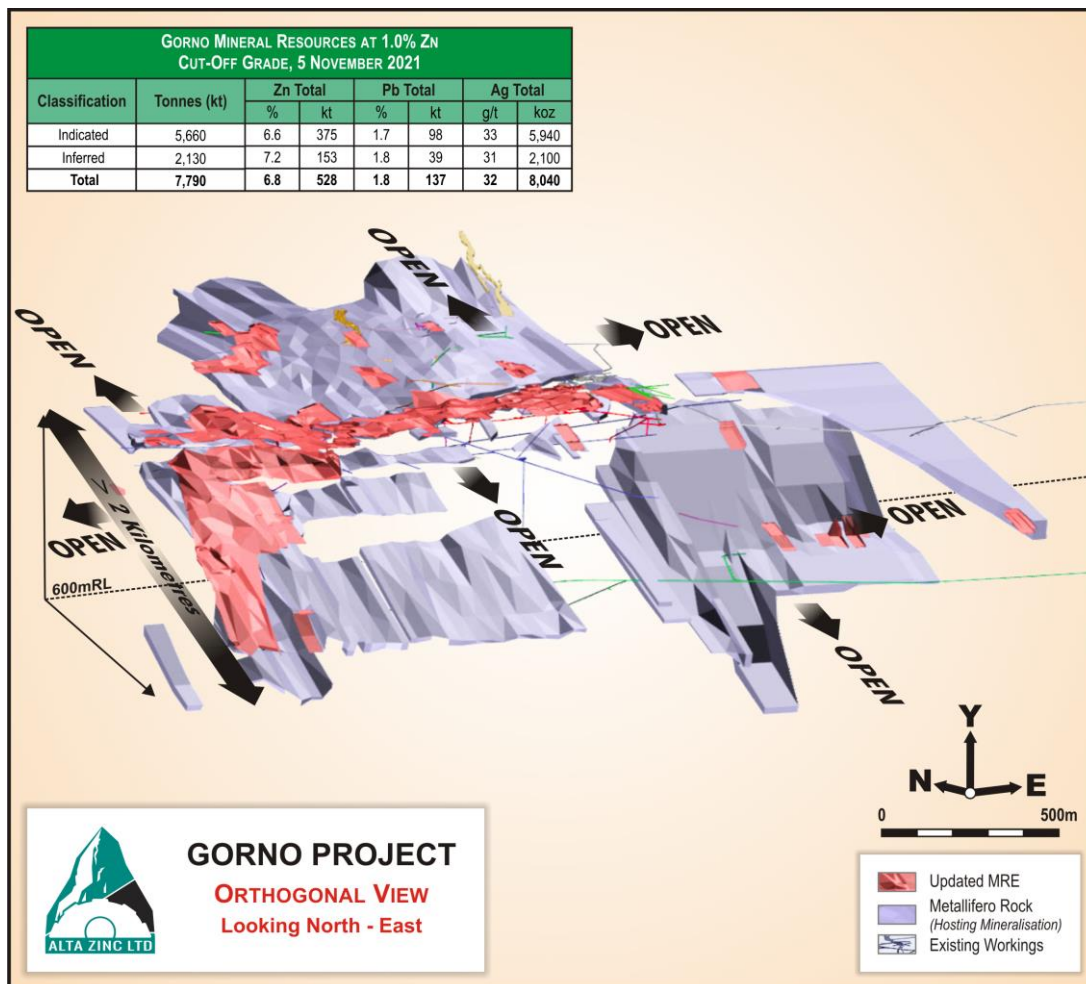 GORNO MINERAL RESOURCES AT 1.0% ZN
CUT-OFF GRADE, 5 NOVEMBER 2021
Classification Tonnes (kt) Zn Total Pb Total Ag Total
% kt % kt g/t koz
Indicated 5,660 6.6 375 1.7 98 33 5,940
Inferred 2,130 7.2 153 1.8 39 31 2,100
Total 7,790 6.8 528 1.8 137 32 8,040
OPEN
OPEN
OPEN
OPEN
OPEN
OPEN
OPEN
> 2 Kilometres
600mRL
Y
N E
0 500m
GORNO PROJECT
ORTHOGONAL VIEW
Looking North - East
ALTA ZINC LTD
Updated MRE
Metallifero Rock
(Hosting Mineralisation)
Existing Workings